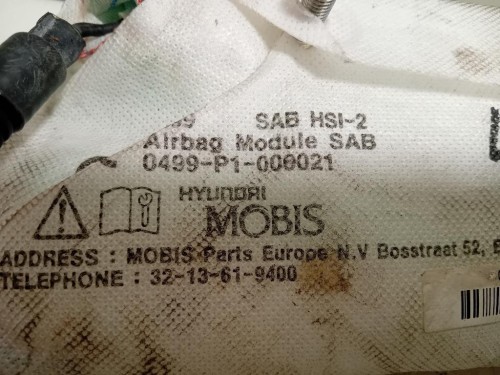 SAB HSI-2
Airbag Module SAB
0499-P1-000021
HYUNDAI
MOBIS
ADDRESS : MOBIS Parts Europe N.V Bosstraat 52,
TELEPHONE : 32-13-61-9400